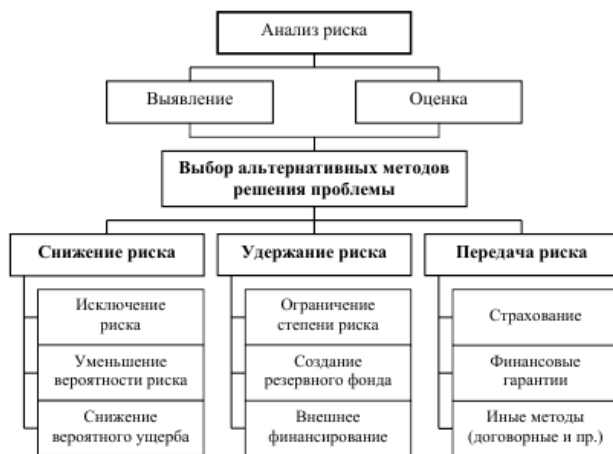 Анализ риска
Выявление
Оценка
Выбор альтернативных методов
решения проблемы
Снижение риска
Удержание риска
Передача риска
Исключение
риска
Уменьшение
вероятности риска
Снижение
вероятного ущерба
Ограничение
степени риска
Создание
резервного фонда
Внешнее
финансирование
Страхование
Финансовые
гарантии
Иные методы
(договорные и пр.)